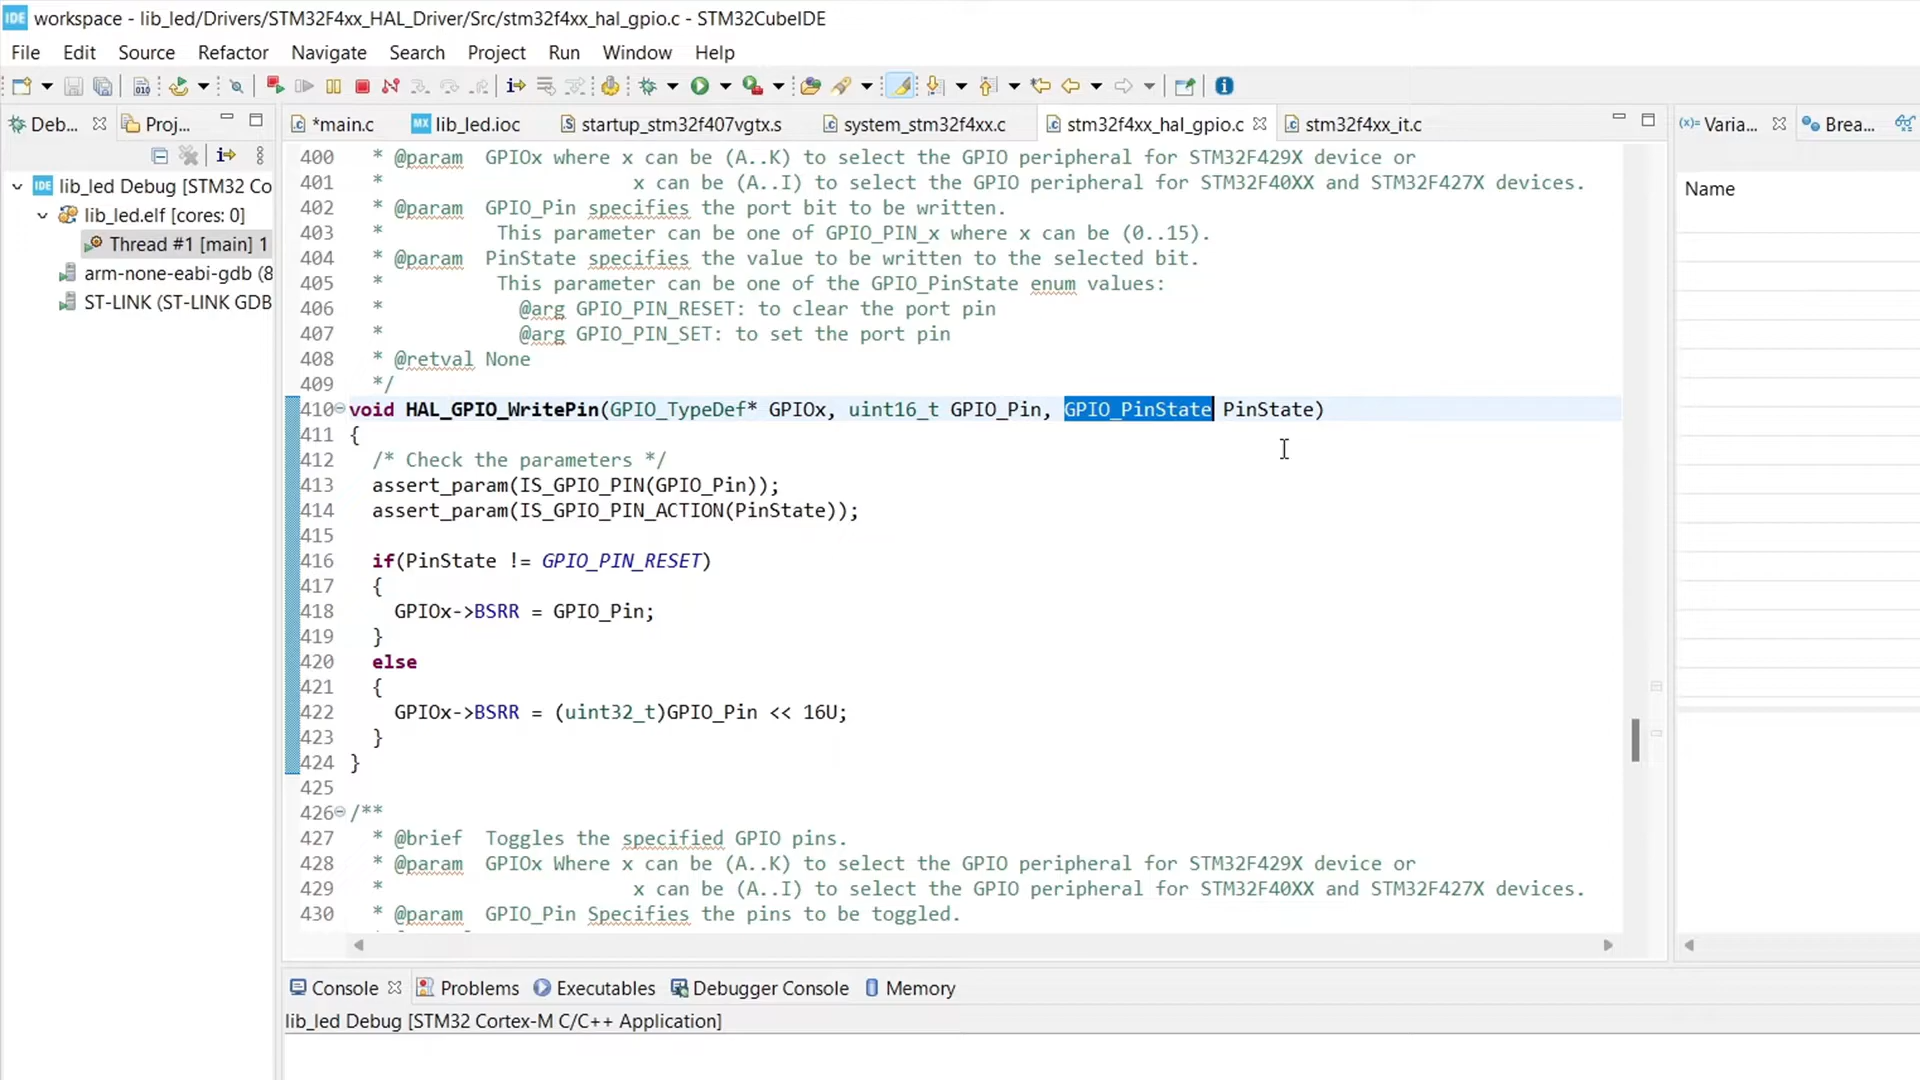 IDE workspace - lib_led/Drivers/STM32F4xx_HAL_Driver/Src/stm32f4xx_hal_gpio.c - STM32CubeIDE
File Edit Source Refactor Navigate Search Project Run Window Help
Deb... Proj... *main.c MX lib_led.ioc startup_stm32f407vgtx.s system_stm32f4xx.c stm32f4xx_hal_gpio.c stm32f4xx_it.c (x)= Varia... Brea...
IDE lib_led Debug [STM32 Co
lib_led.elf [cores: 0]
Thread #1 [main] 1
arm-none-eabi-gdb (8
ST-LINK (ST-LINK GDB
400 * @param GPIOx where x can be (A..K) to select the GPIO peripheral for STM32F429X device or
401 * x can be (A..I) to select the GPIO peripheral for STM32F40XX and STM32F427X devices.
402 * @param GPIO_Pin specifies the port bit to be written.
403 * This parameter can be one of GPIO_PIN_x where x can be (0..15).
404 * @param PinState specifies the value to be written to the selected bit.
405 * This parameter can be one of the GPIO_PinState enum values:
406 * @arg GPIO_PIN_RESET: to clear the port pin
407 * @arg GPIO_PIN_SET: to set the port pin
408 * @retval None
409 */
410 void HAL_GPIO_WritePin(GPIO_TypeDef* GPIOx, uint16_t GPIO_Pin, GPIO_PinState PinState)
411 {
412 /* Check the parameters */
413 assert_param(IS_GPIO_PIN(GPIO_Pin));
414 assert_param(IS_GPIO_PIN_ACTION(PinState));
415
416 if(PinState != GPIO_PIN_RESET)
417 {
418 GPIOx->BSRR = GPIO_Pin;
419 }
420 else
421 {
422 GPIOx->BSRR = (uint32_t)GPIO_Pin << 16U;
423 }
424 }
425
426 /**
427 * @brief Toggles the specified GPIO pins.
428 * @param GPIOx Where x can be (A..K) to select the GPIO peripheral for STM32F429X device or
429 * x can be (A..I) to select the GPIO peripheral for STM32F40XX and STM32F427X devices.
430 * @param GPIO_Pin Specifies the pins to be toggled.
Name
Console Problems Executables Debugger Console Memory
lib_led Debug [STM32 Cortex-M C/C++ Application]